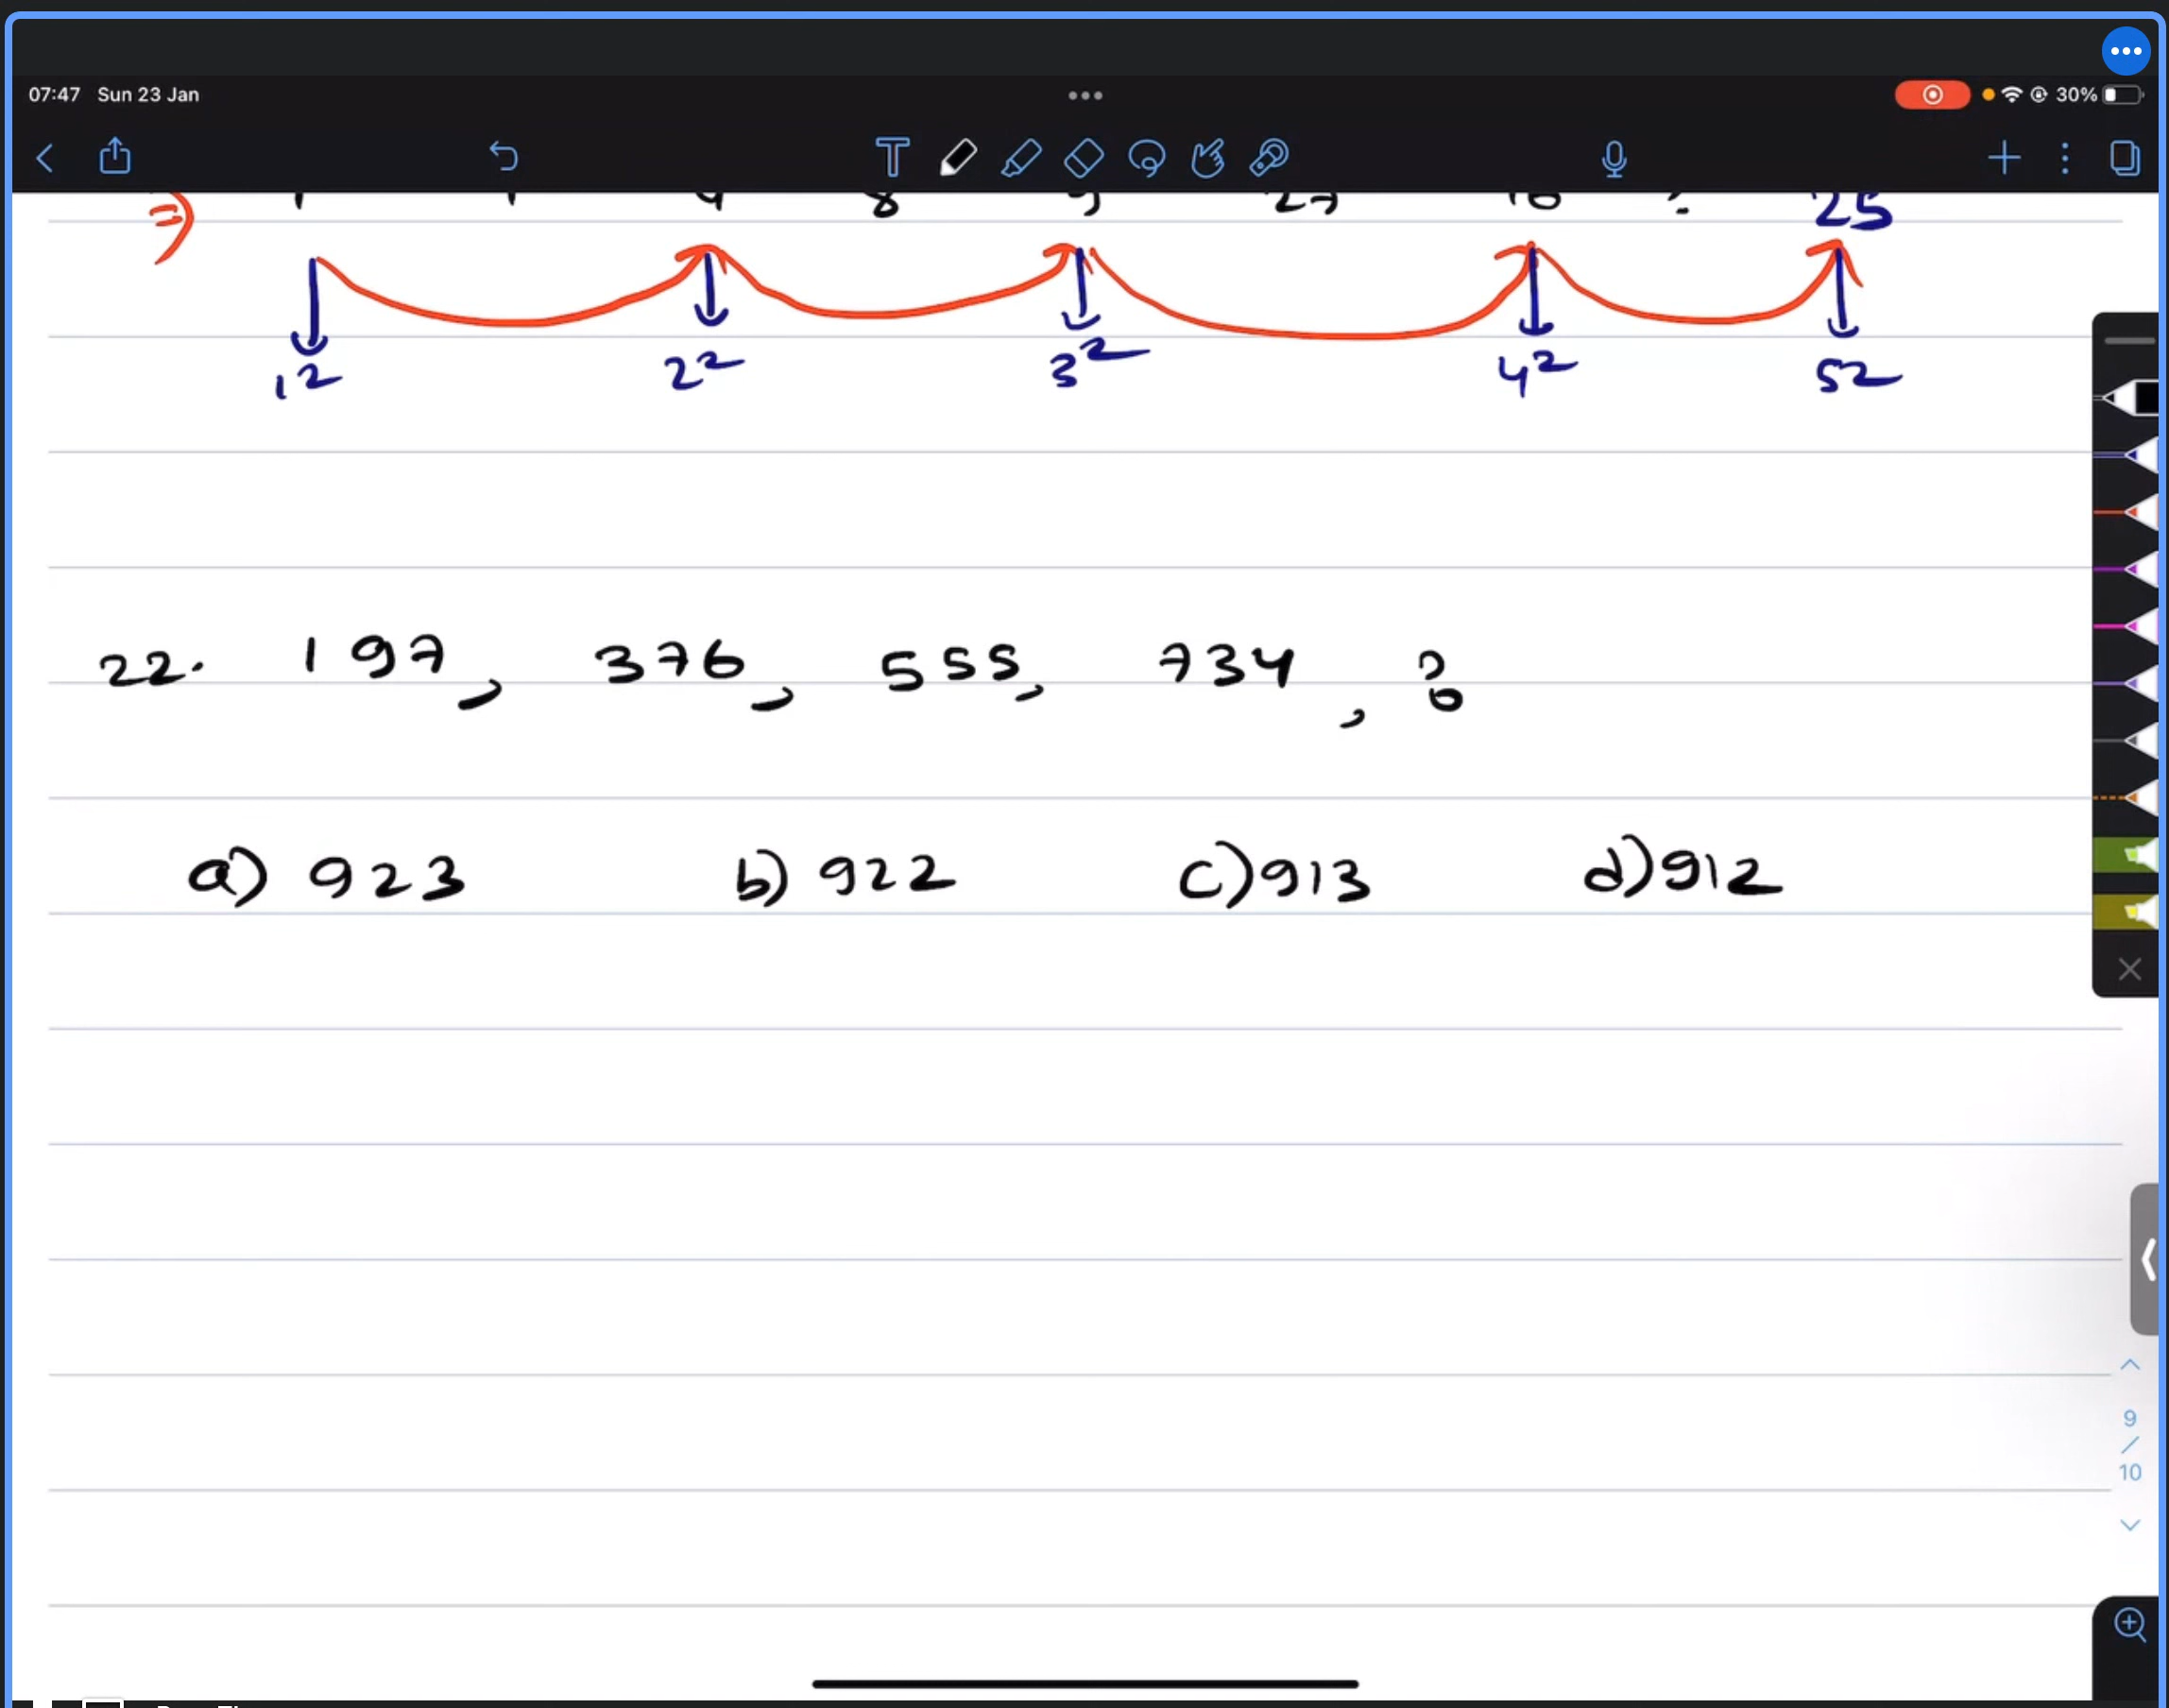 07:47 Sun 23 Jan 30%
25
1² 2² 3² 4² 5²
22. 197, 376, 555, 734, ?
a) 923 b) 922 c) 913 d) 912
9
/
10